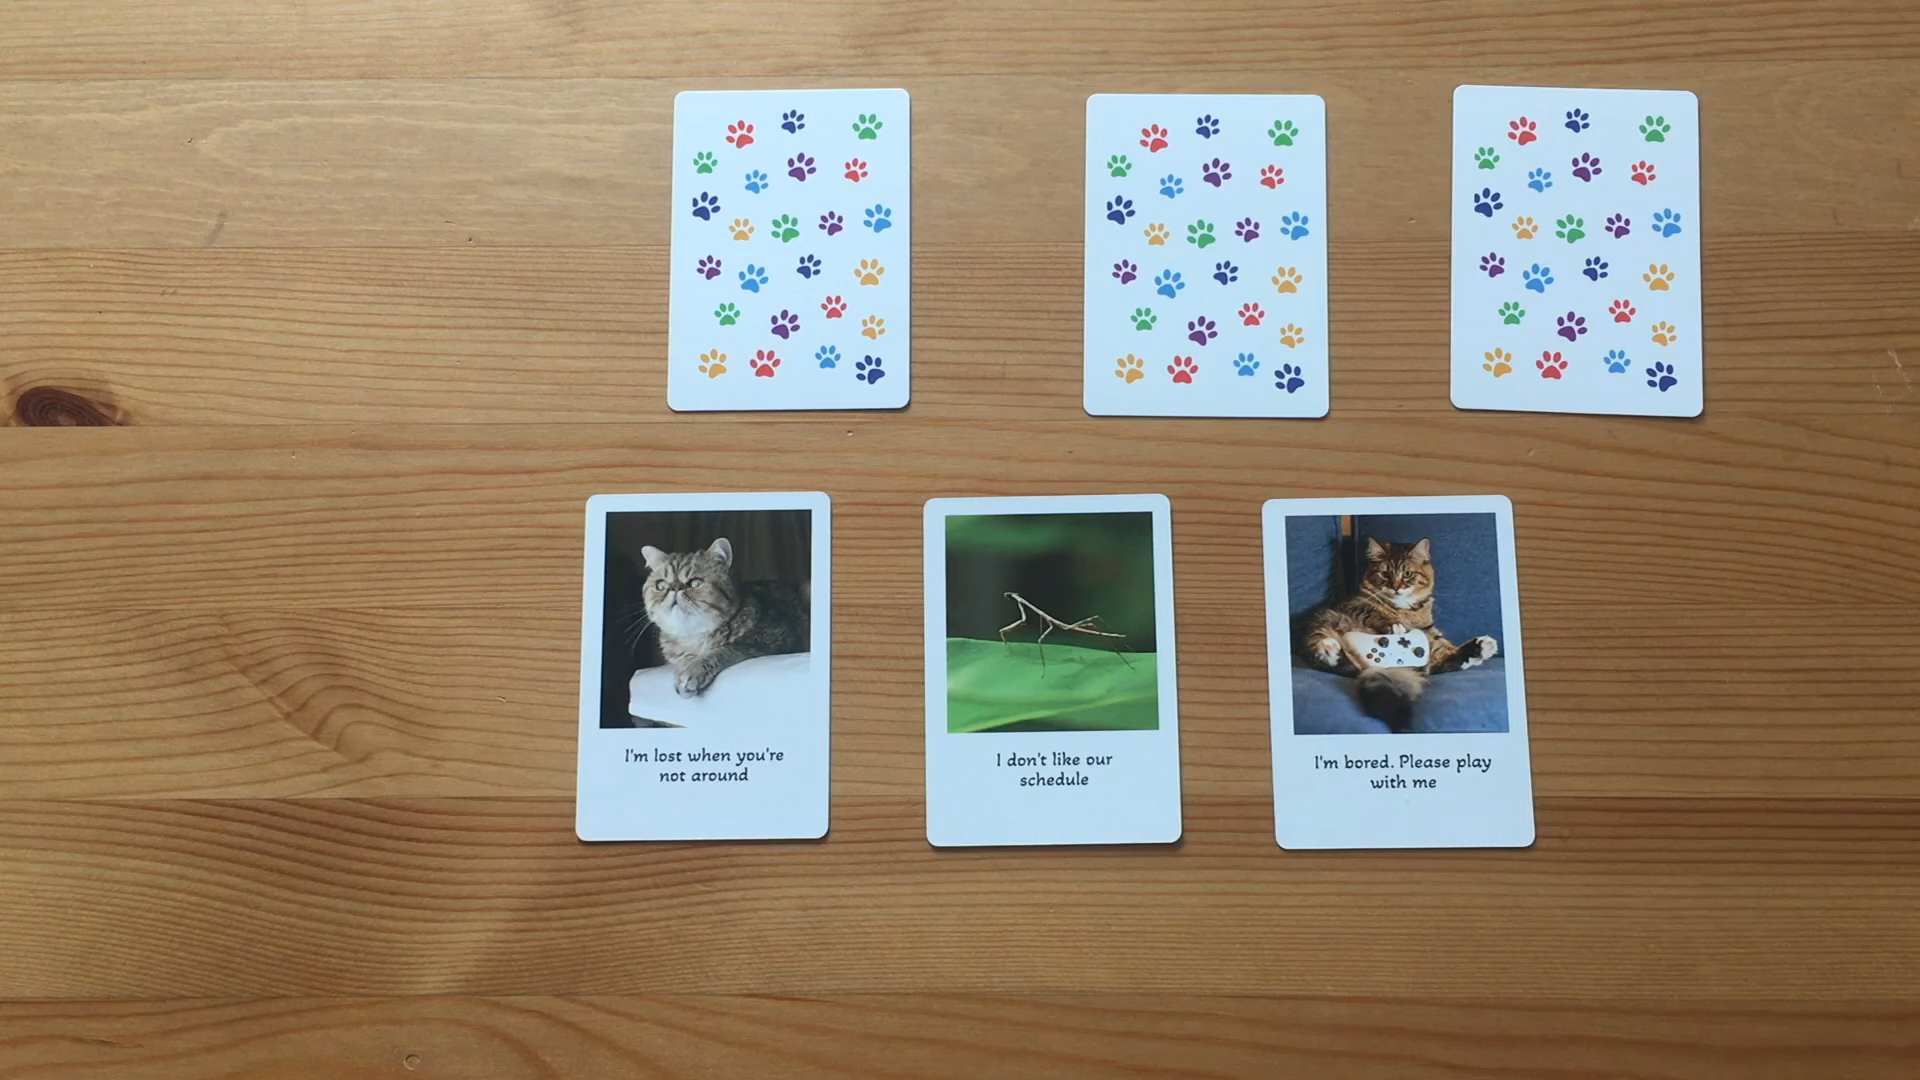 I'm lost when you're
not around
I don't like our
schedule
I'm bored. Please play
with me